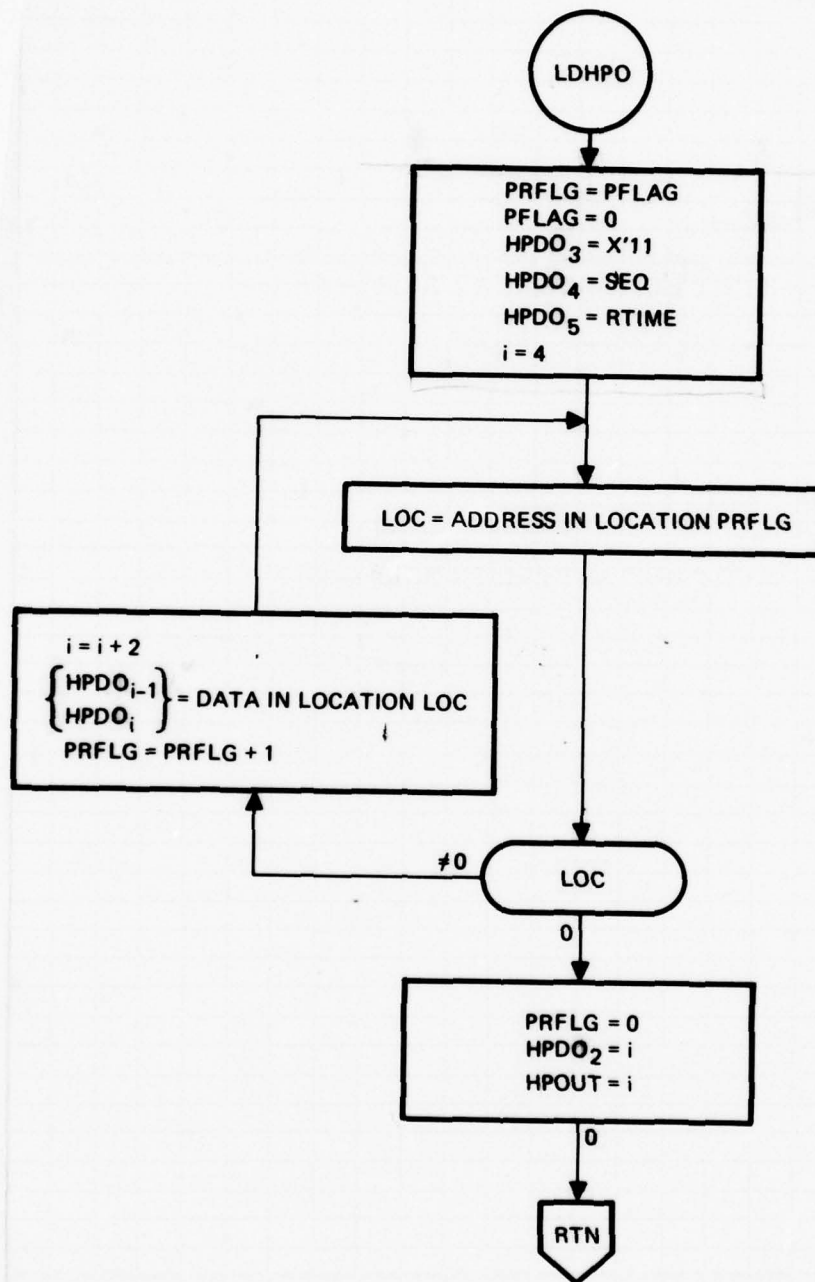 LDHPO
PRFLG = PFLAG
PFLAG = 0
HPDO3 = X'11
HPDO4 = SEQ
HPDO5 = RTIME
i = 4
LOC = ADDRESS IN LOCATION PRFLG
i = i + 2
{HPDOi-1
HPDOi} = DATA IN LOCATION LOC
PRFLG = PRFLG + 1
≠0
LOC
0
PRFLG = 0
HPDO2 = i
HPOUT = i
0
RTN